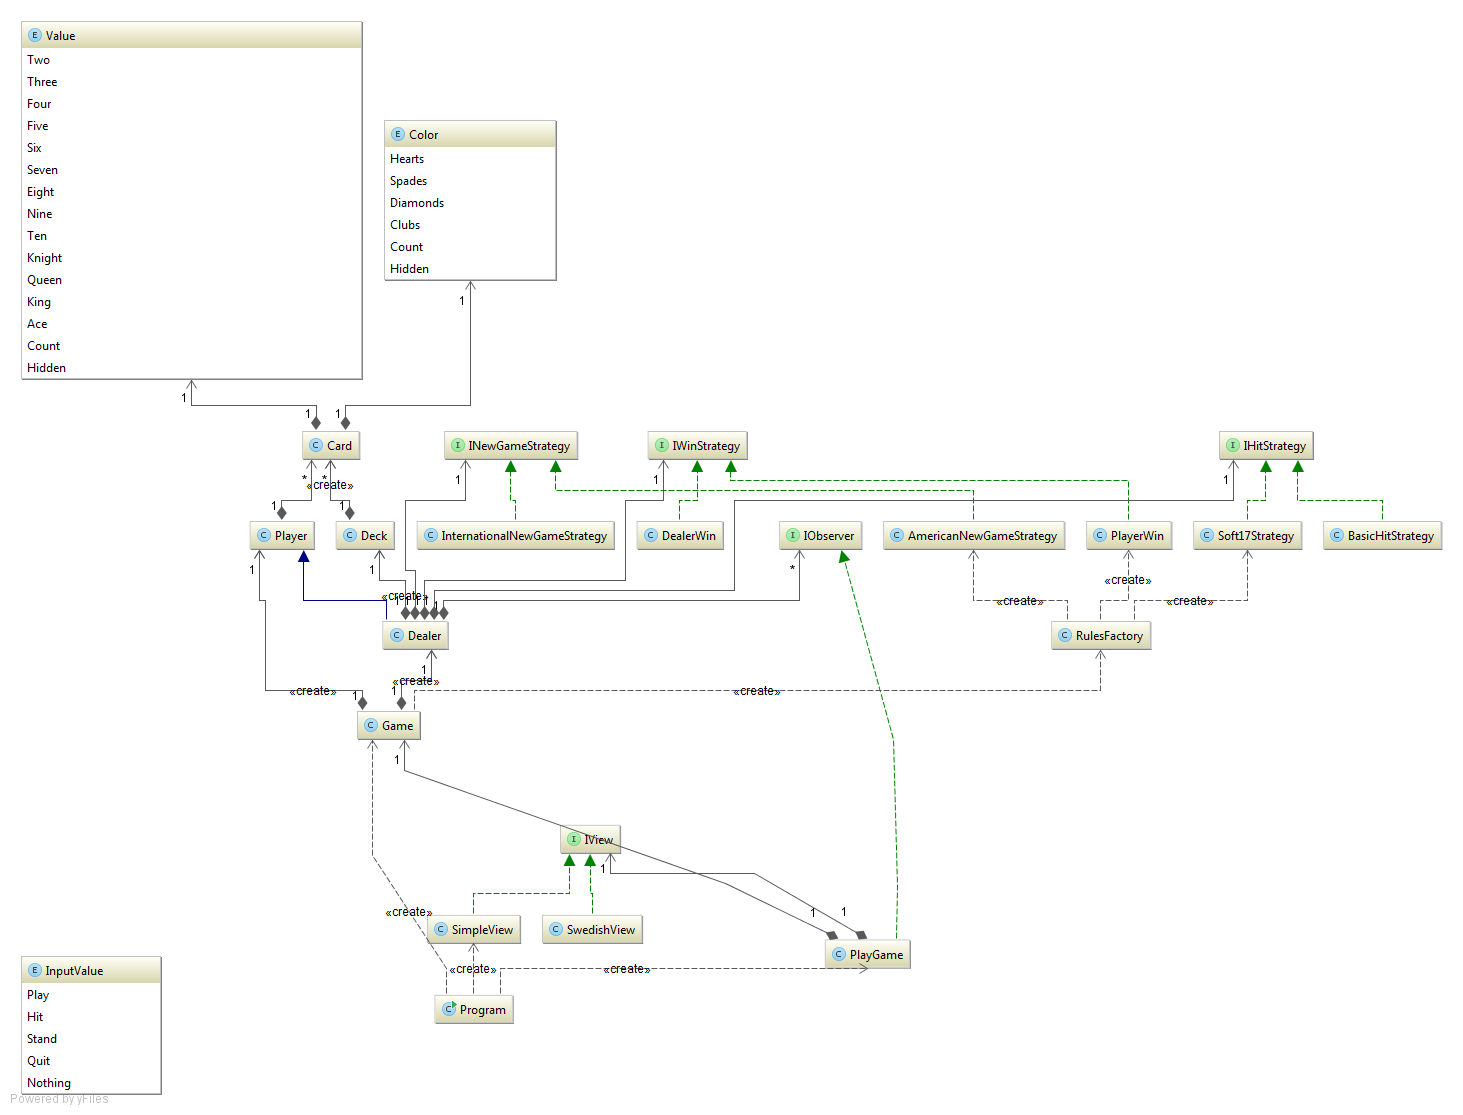 E Value
Two
Three
Four
Five
Six
Seven
Eight
Nine
Ten
Knight
Queen
King
Ace
Count
Hidden
E Color
Hearts
Spades
Diamonds
Clubs
Count
Hidden
1
1
1
1
C Card
I INewGameStrategy
I IWinStrategy
I IHitStrategy
* * «create»
1
1
1
1
1
C Player
C Deck
C InternationalNewGameStrategy
C DealerWin
I IObserver
C AmericanNewGameStrategy
C PlayerWin
C Soft17Strategy
C BasicHitStrategy
1
1
*
«create»
«create»
1 1 1 1
«create»
«create»
C Dealer
C RulesFactory
1
«create»
«create»
1
1
«create»
C Game
1
I IView
1
«create»
1
1
C SimpleView
C SwedishView
C PlayGame
«create»
«create»
C Program
E InputValue
Play
Hit
Stand
Quit
Nothing
Powered by yFiles